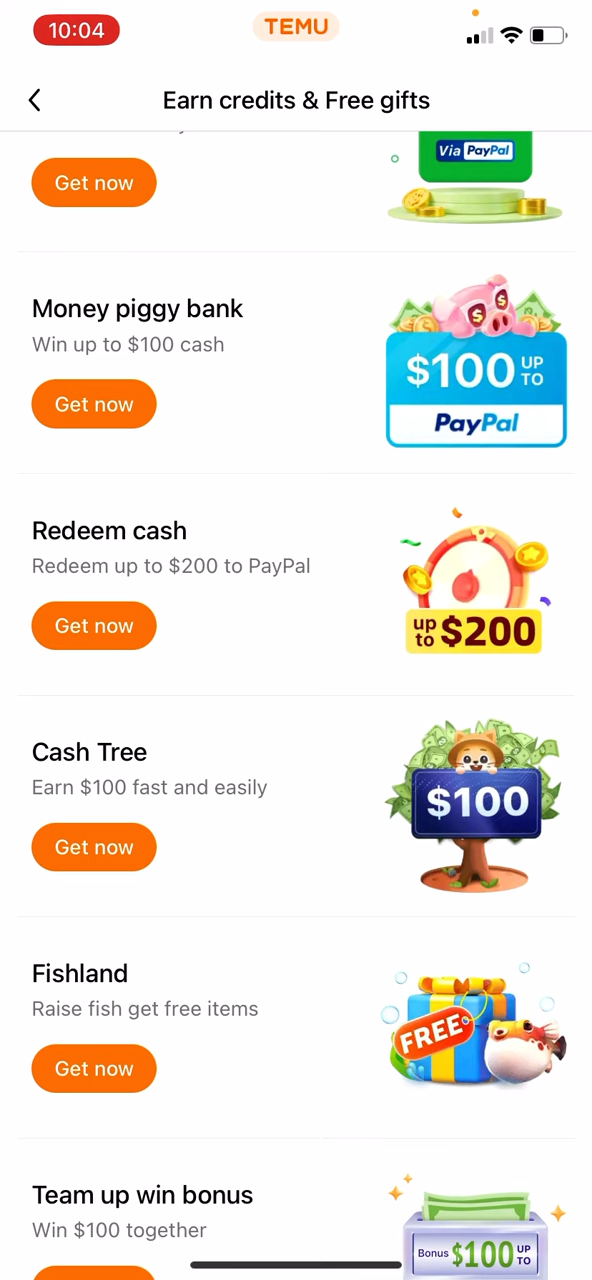 10:04
TEMU
Earn credits & Free gifts
Via PayPal
Get now
Money piggy bank
Win up to $100 cash
Get now
$ $
$100 UP TO
PayPal
Redeem cash
Redeem up to $200 to PayPal
Get now
up to $200
Cash Tree
Earn $100 fast and easily
Get now
$100
Fishland
Raise fish get free items
Get now
FREE
Team up win bonus
Win $100 together
Bonus $100 UP TO